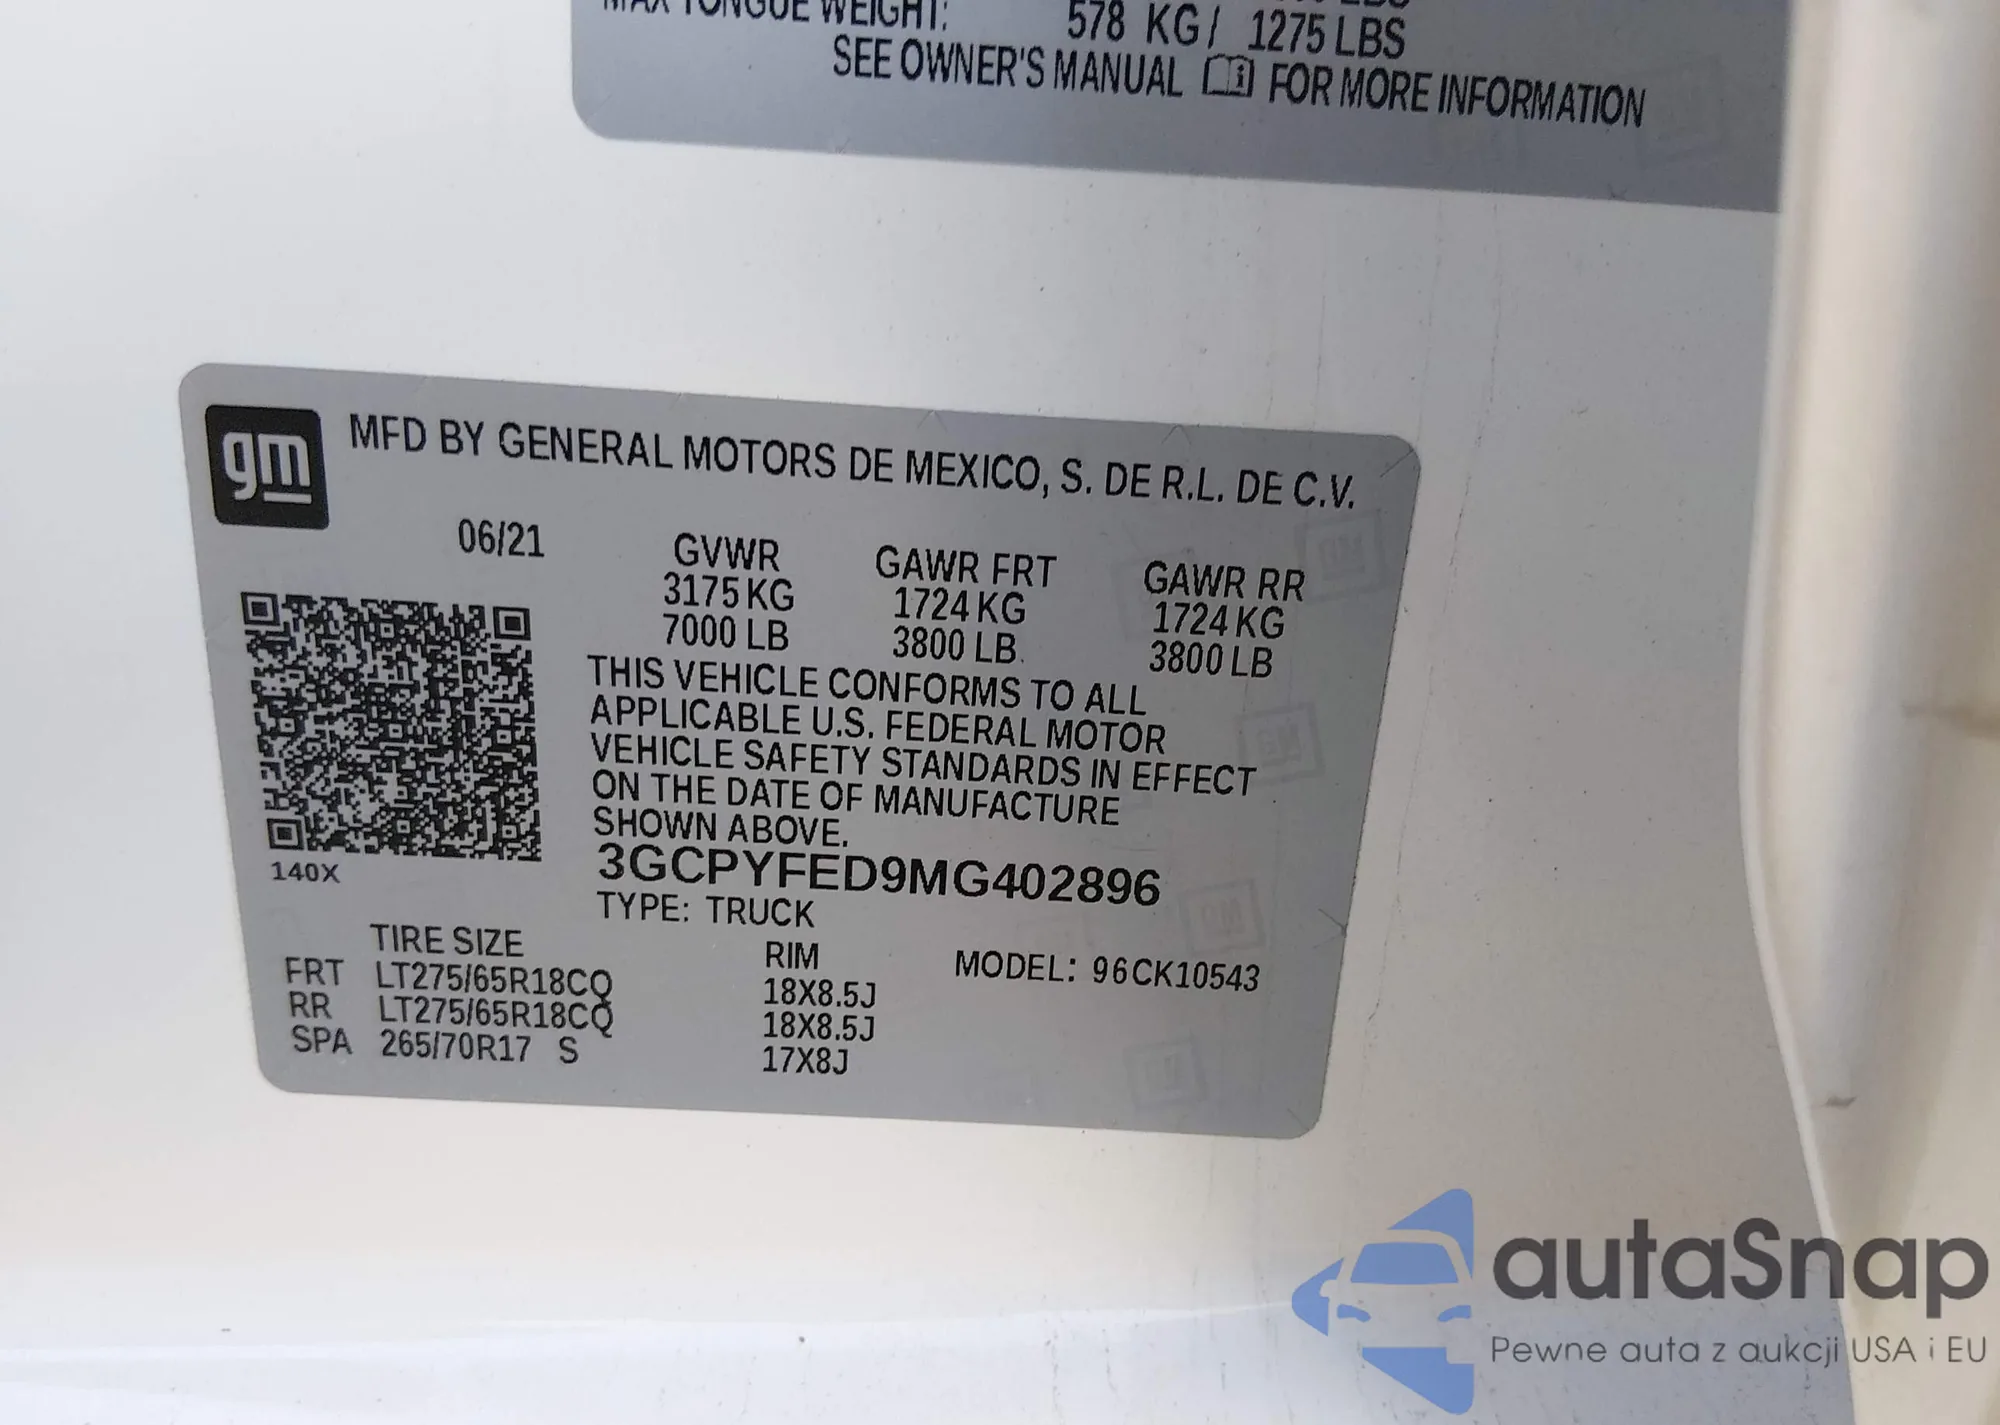 MAX TONGUE WEIGHT: 578 KG/ 1275 LBS
SEE OWNER'S MANUAL FOR MORE INFORMATION
gm MFD BY GENERAL MOTORS DE MEXICO, S. DE R.L. DE C.V.
06/21
GVWR GAWR FRT GAWR RR
3175 KG 1724 KG 1724 KG
7000 LB 3800 LB 3800 LB
THIS VEHICLE CONFORMS TO ALL
APPLICABLE U.S. FEDERAL MOTOR
VEHICLE SAFETY STANDARDS IN EFFECT
ON THE DATE OF MANUFACTURE
SHOWN ABOVE.
140X
3GCPYFED9MG402896
TYPE: TRUCK
TIRE SIZE RIM MODEL: 96CK10543
FRT LT275/65R18CQ 18X8.5J
RR LT275/65R18CQ 18X8.5J
SPA 265/70R17 S 17X8J
autaSnap
Pewne auta z aukcji USA i EU